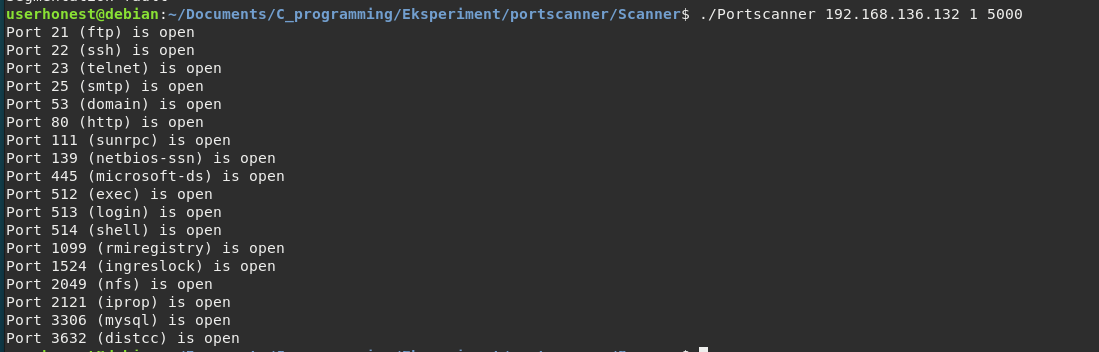 userhonest@debian:~/Documents/C_programming/Eksperiment/portscanner/Scanner$ ./Portscanner 192.168.136.132 1 5000
Port 21 (ftp) is open
Port 22 (ssh) is open
Port 23 (telnet) is open
Port 25 (smtp) is open
Port 53 (domain) is open
Port 80 (http) is open
Port 111 (sunrpc) is open
Port 139 (netbios-ssn) is open
Port 445 (microsoft-ds) is open
Port 512 (exec) is open
Port 513 (login) is open
Port 514 (shell) is open
Port 1099 (rmiregistry) is open
Port 1524 (ingreslock) is open
Port 2049 (nfs) is open
Port 2121 (iprop) is open
Port 3306 (mysql) is open
Port 3632 (distcc) is open